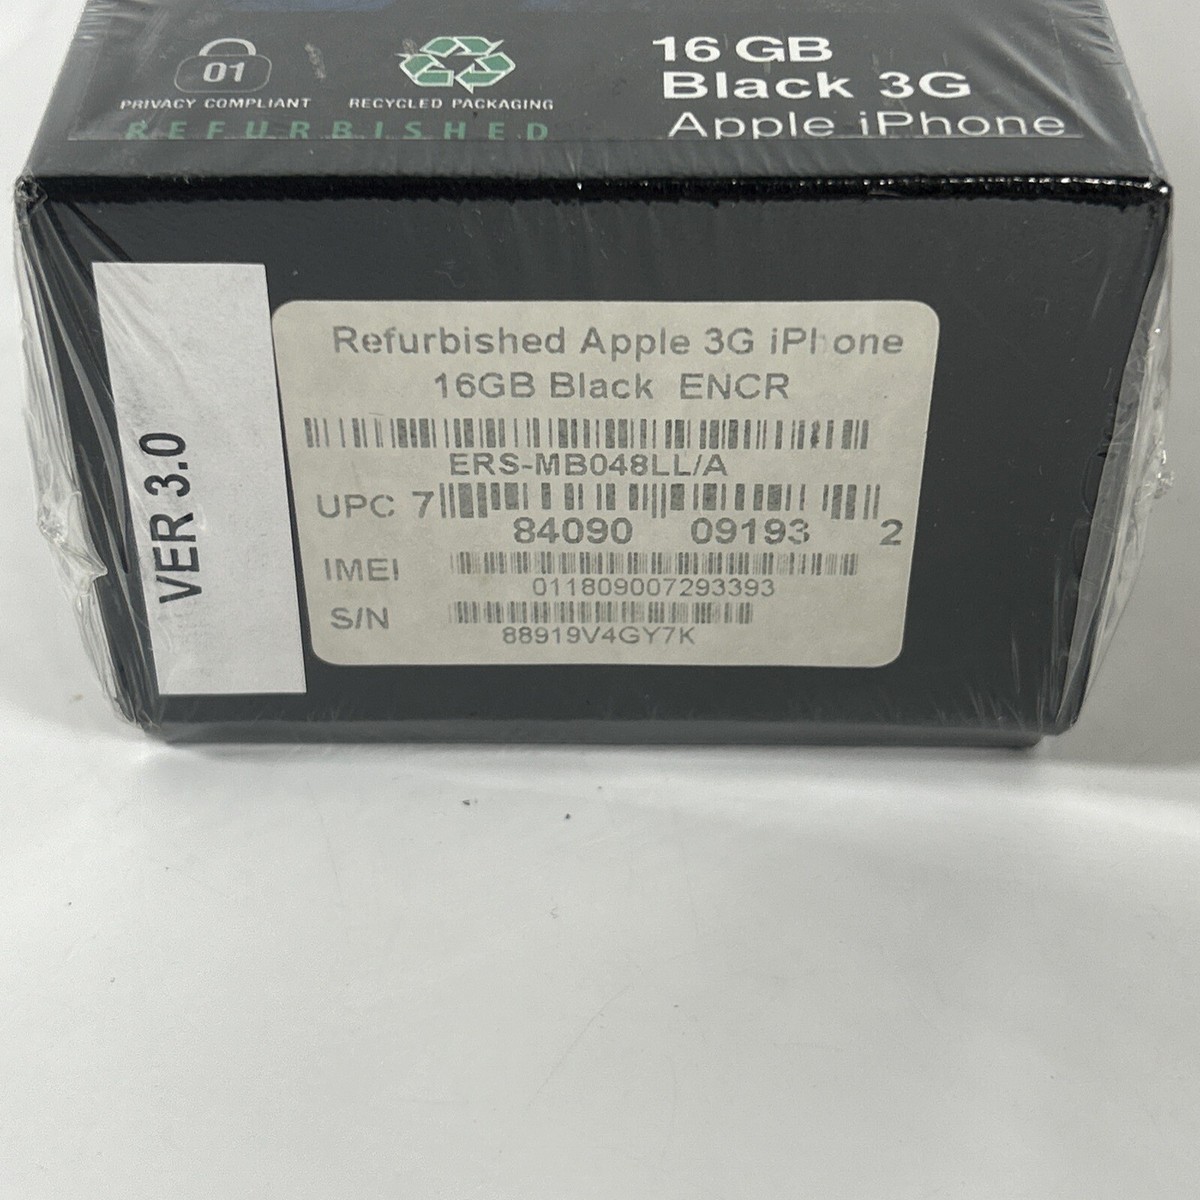 01
PRIVACY COMPLIANT
RECYCLED PACKAGING
REFURBISHED
16 GB
Black 3G
Apple iPhone
VER 3.0
Refurbished Apple 3G iPhone
16GB Black ENCR
ERS-MB048LL/A
UPC 7
84090 09193 2
IMEI
011809007293393
S/N
88919V4GY7K